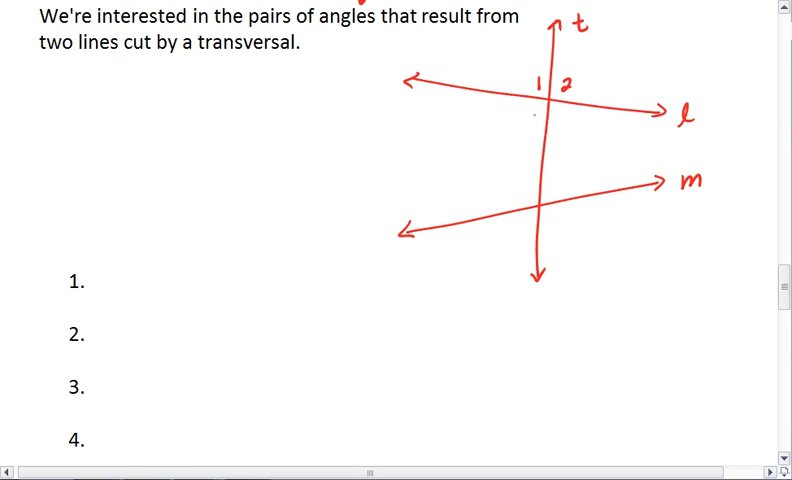 We're interested in the pairs of angles that result from
two lines cut by a transversal.
t
1 2
l
m
1.
2.
3.
4.